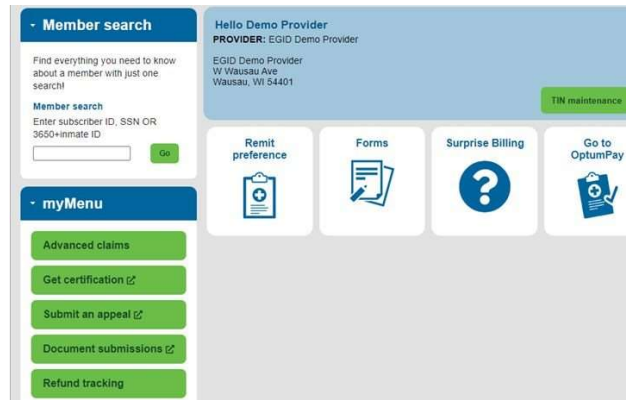 Member search
Find everything you need to know
about a member with just one
search!
Member search
Enter subscriber ID, SSN OR
3650+inmate ID
Go
myMenu
Advanced claims
Get certification
Submit an appeal
Document submissions
Refund tracking
Hello Demo Provider
PROVIDER: EGID Demo Provider
EGID Demo Provider
W Wausau Ave
Wausau, WI 54401
TIN maintenance
Remit
preference
Forms
Surprise Billing
Go to
OptumPay